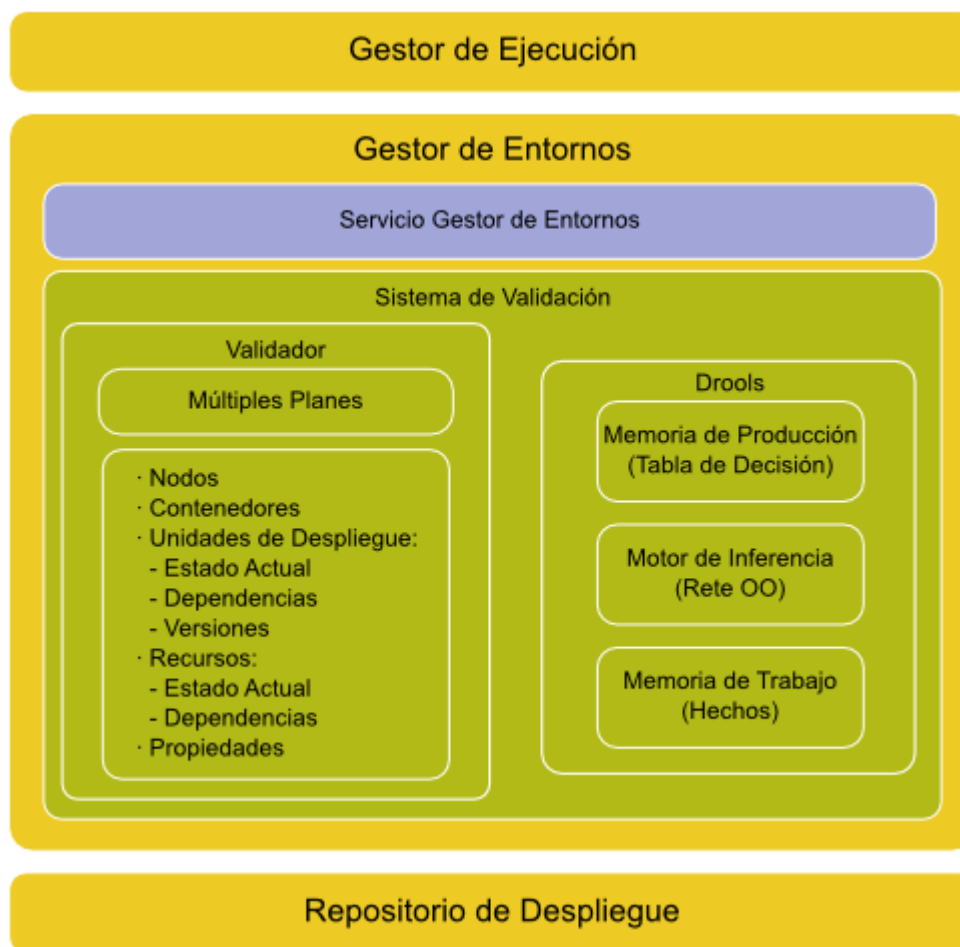 Gestor de Ejecución
Gestor de Entornos
Servicio Gestor de Entornos
Sistema de Validación
Validador
Múltiples Planes
· Nodos
· Contenedores
· Unidades de Despliegue:
- Estado Actual
- Dependencias
- Versiones
· Recursos:
- Estado Actual
- Dependencias
· Propiedades
Drools
Memoria de Producción
(Tabla de Decisión)
Motor de Inferencia
(Rete OO)
Memoria de Trabajo
(Hechos)
Repositorio de Despliegue